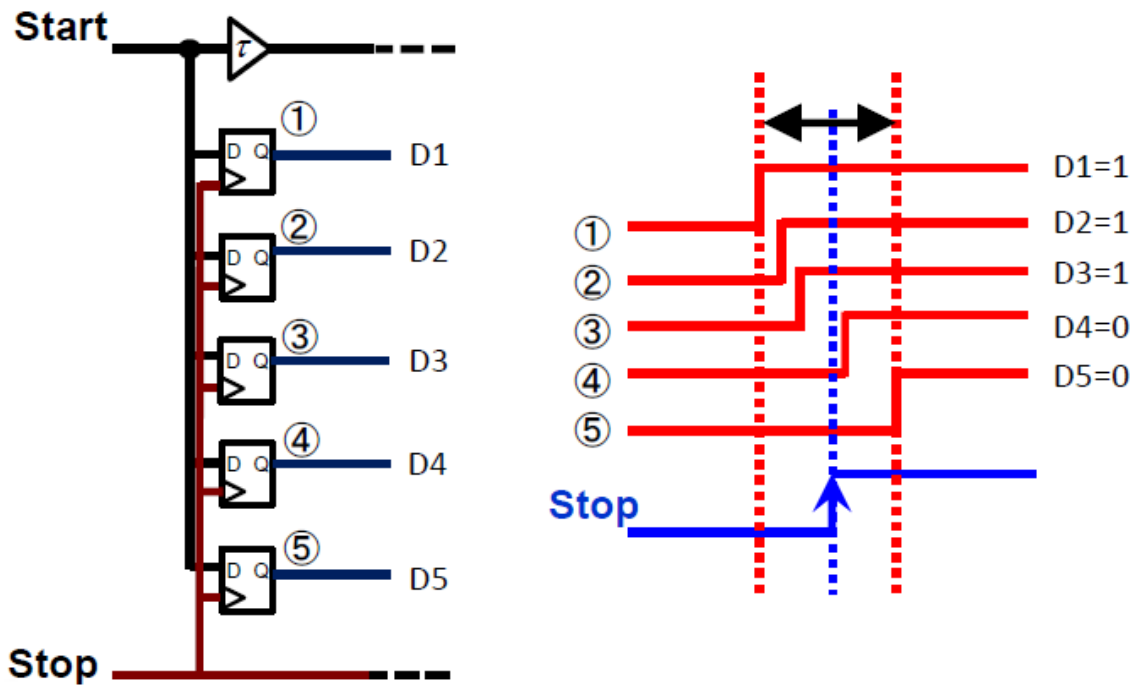 Start
τ
①
D Q
D1
②
D Q
D2
③
D Q
D3
④
D Q
D4
⑤
D Q
D5
Stop
① D1=1
② D2=1
③ D3=1
④ D4=0
⑤ D5=0
Stop